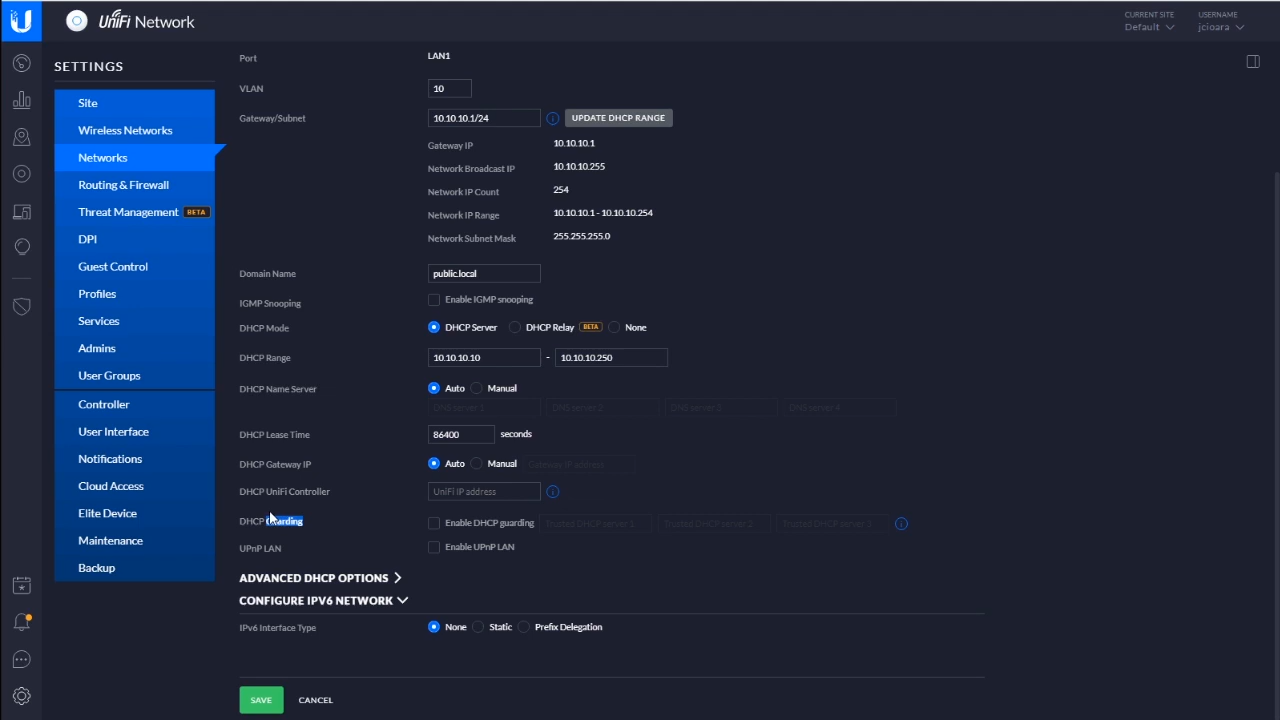 UniFi Network
CURRENT SITE
Default
USERNAME
jcioara
SETTINGS
Site
Wireless Networks
Networks
Routing & Firewall
Threat Management BETA
DPI
Guest Control
Profiles
Services
Admins
User Groups
Controller
User Interface
Notifications
Cloud Access
Elite Device
Maintenance
Backup
Port LAN1
VLAN 10
Gateway/Subnet 10.10.10.1/24 UPDATE DHCP RANGE
Gateway IP 10.10.10.1
Network Broadcast IP 10.10.10.255
Network IP Count 254
Network IP Range 10.10.10.1 - 10.10.10.254
Network Subnet Mask 255.255.255.0
Domain Name public.local
IGMP Snooping Enable IGMP snooping
DHCP Mode DHCP Server DHCP Relay BETA None
DHCP Range 10.10.10.10 - 10.10.10.250
DHCP Name Server Auto Manual
DNS server 1 DNS server 2 DNS server 3 DNS server 4
DHCP Lease Time 86400 seconds
DHCP Gateway IP Auto Manual Gateway IP address
DHCP UniFi Controller UniFi IP address
DHCP Guarding Enable DHCP guarding Trusted DHCP server 1 Trusted DHCP server 2 Trusted DHCP server 3
UPnP LAN Enable UPnP LAN
ADVANCED DHCP OPTIONS
CONFIGURE IPV6 NETWORK
IPv6 Interface Type None Static Prefix Delegation
SAVE CANCEL